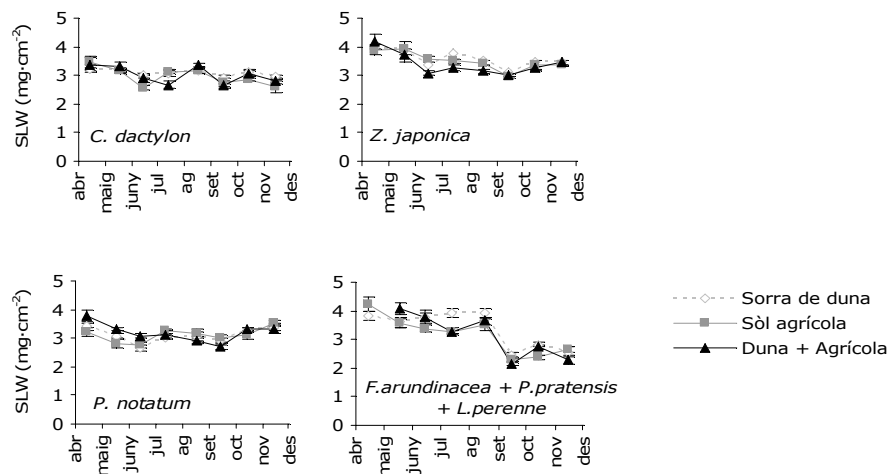 5
4
3
2
1
0
SLW (mg·cm-2)
C. dactylon
abr
maig
juny
jul
ag
set
oct
nov
des
5
4
3
2
1
0
Z. japonica
abr
maig
juny
jul
ag
set
oct
nov
des
5
4
3
2
1
0
SLW (mg·cm-2)
P. notatum
abr
maig
juny
jul
ag
set
oct
nov
des
5
4
3
2
1
0
F.arundinacea + P.pratensis
+ L.perenne
abr
maig
juny
jul
ag
set
oct
nov
des
Sorra de duna
Sòl agrícola
Duna + Agrícola